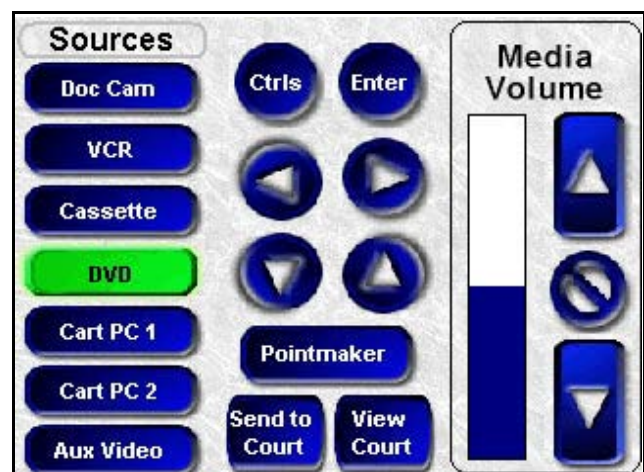 Sources
Doc Cam
VCR
Cassette
DVD
Cart PC 1
Cart PC 2
Aux Video
Ctrls
Enter
Pointmaker
Send to
Court
View
Court
Media
Volume